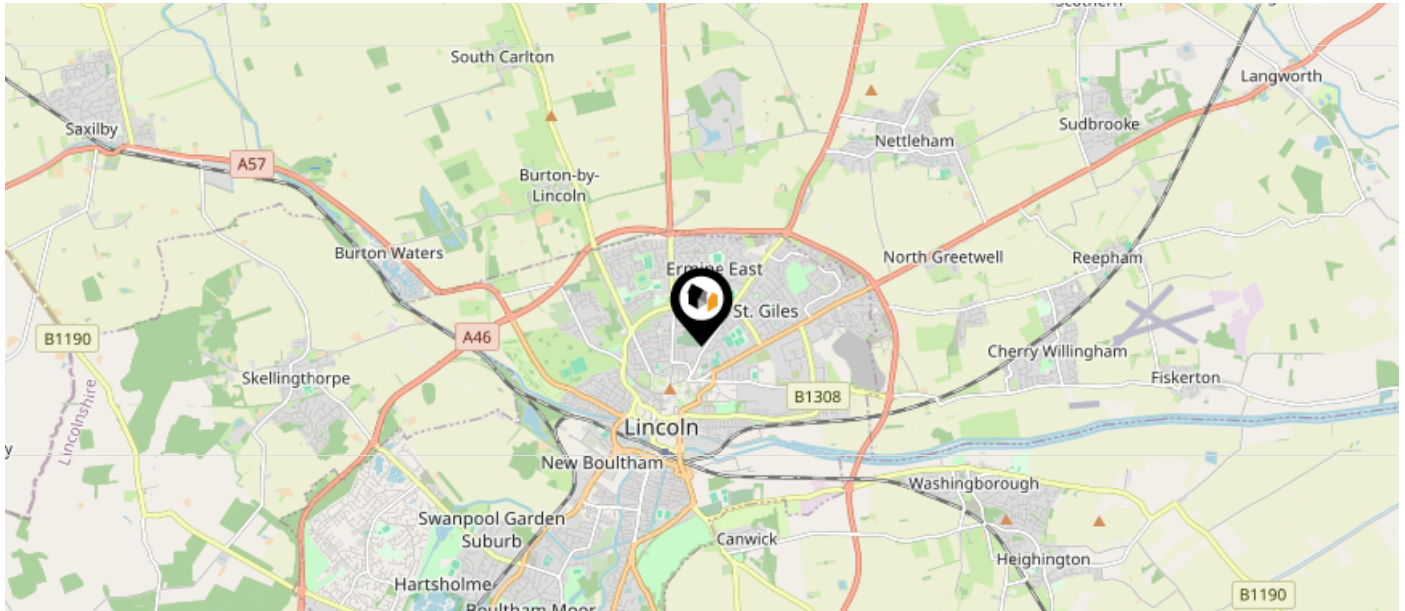 Scothern
South Carlton
Langworth
Saxilby
Sudbrooke
Nettleham
A57
Burton-by-
Lincoln
Burton Waters
North Greetwell
Reepham
Ermine East
St. Giles
B1190
A46
Cherry Willingham
Skellingthorpe
Fiskerton
B1308
Lincolnshire
Lincoln
y
New Boultham
Washingborough
Swanpool Garden
Suburb
Canwick
Heighington
Hartsholme
Boultham Moor
B1190